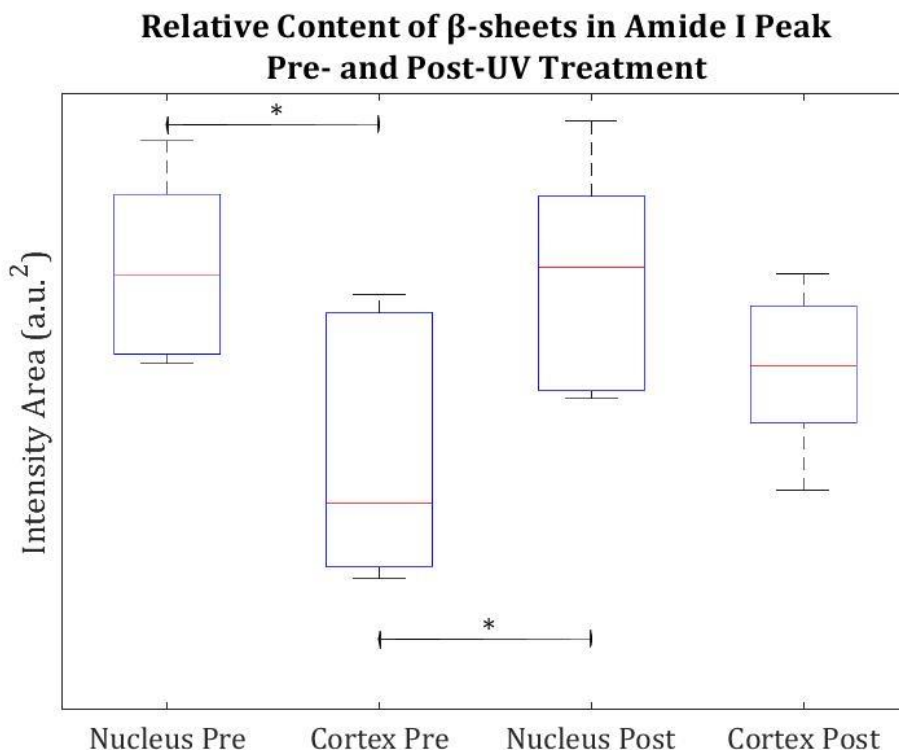 Relative Content of β-sheets in Amide I Peak
Pre- and Post-UV Treatment
*
Intensity Area (a.u.²)
*
Nucleus Pre Cortex Pre Nucleus Post Cortex Post